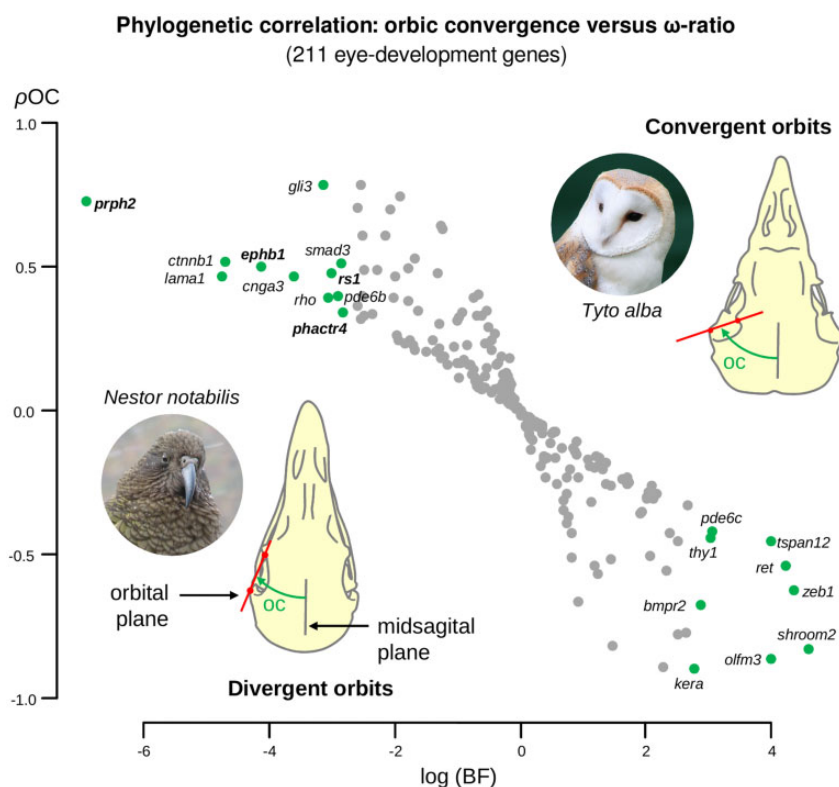 Phylogenetic correlation: orbic convergence versus ω-ratio
(211 eye-development genes)
ρOC
1.0
0.5
0.0
-0.5
-1.0
prph2
gli3
ctnnb1
lama1
ephb1
cnga3
smad3
rs1
rho
pde6b
phactr4
Convergent orbits
Tyto alba
OC
Nestor notabilis
orbital
plane
OC
midsagital
plane
Divergent orbits
pde6c
thy1
tspan12
ret
zeb1
bmpr2
shroom2
olfm3
kera
-6
-4
-2
0
2
4
log (BF)